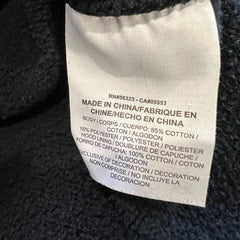 RN#56323 - CA#05553
MADE IN CHINA/FABRIQUE EN
CHINE/HECHO EN CHINA
BODY / CORPS / CUERPO: 85% COTTON /
COTON / ALGODON
15% POLYESTER / POLYESTER / POLIESTER
HOOD LINING / DOUBLURE DE CAPUCHE /
FORRO DE CAPUCHA: 100% COTTON / COTON
/ ALGODON
EXCLUSIVE OF DECORATION / DECORATION
NON COMPRISE / NO INCLUYE LA
DECORACION